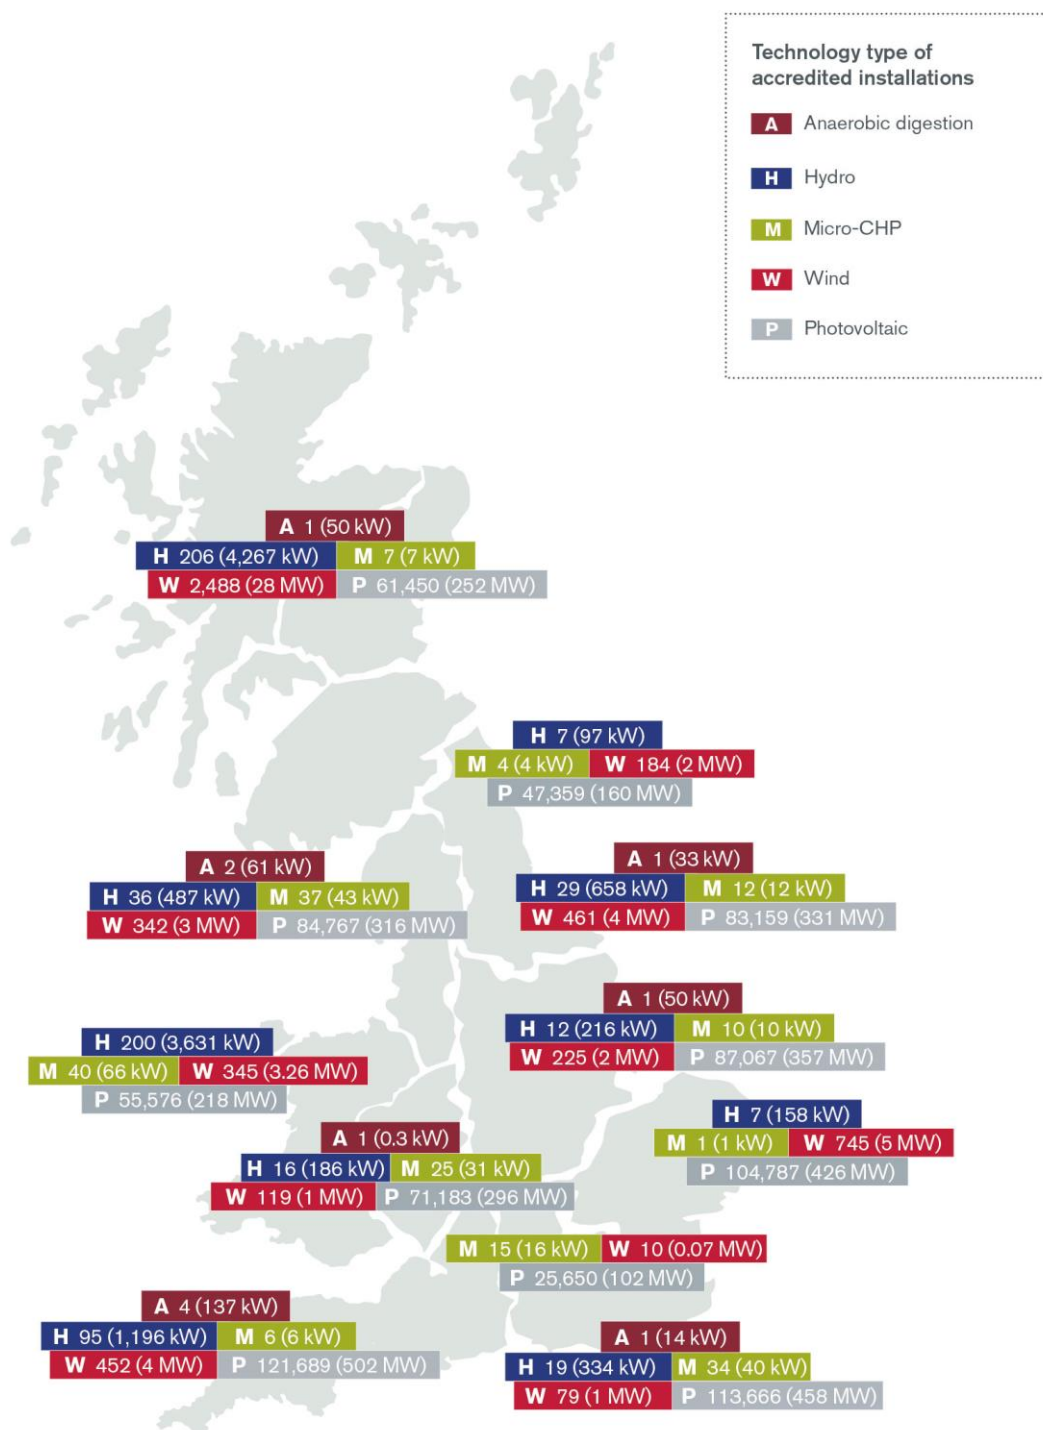 Technology type of
accredited installations
A Anaerobic digestion
H Hydro
M Micro-CHP
W Wind
P Photovoltaic
A 1 (50 kW)
H 206 (4,267 kW) M 7 (7 kW)
W 2,488 (28 MW) P 61,450 (252 MW)
H 7 (97 kW)
M 4 (4 kW) W 184 (2 MW)
P 47,359 (160 MW)
A 2 (61 kW)
H 36 (487 kW) M 37 (43 kW)
W 342 (3 MW) P 84,767 (316 MW)
A 1 (33 kW)
H 29 (658 kW) M 12 (12 kW)
W 461 (4 MW) P 83,159 (331 MW)
A 1 (50 kW)
H 12 (216 kW) M 10 (10 kW)
W 225 (2 MW) P 87,067 (357 MW)
H 200 (3,631 kW)
M 40 (66 kW) W 345 (3.26 MW)
P 55,576 (218 MW)
H 7 (158 kW)
M 1 (1 kW) W 745 (5 MW)
P 104,787 (426 MW)
A 1 (0.3 kW)
H 16 (186 kW) M 25 (31 kW)
W 119 (1 MW) P 71,183 (296 MW)
M 15 (16 kW) W 10 (0.07 MW)
P 25,650 (102 MW)
A 4 (137 kW)
H 95 (1,196 kW) M 6 (6 kW)
W 452 (4 MW) P 121,689 (502 MW)
A 1 (14 kW)
H 19 (334 kW) M 34 (40 kW)
W 79 (1 MW) P 113,666 (458 MW)